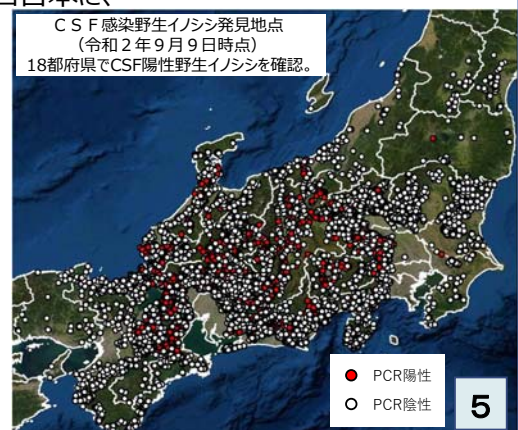 ＣＳＦ感染野生イノシシ発見地点
（令和２年９月９日時点）
18都府県でCSF陽性野生イノシシを確認。
PCR陽性
PCR陰性
5